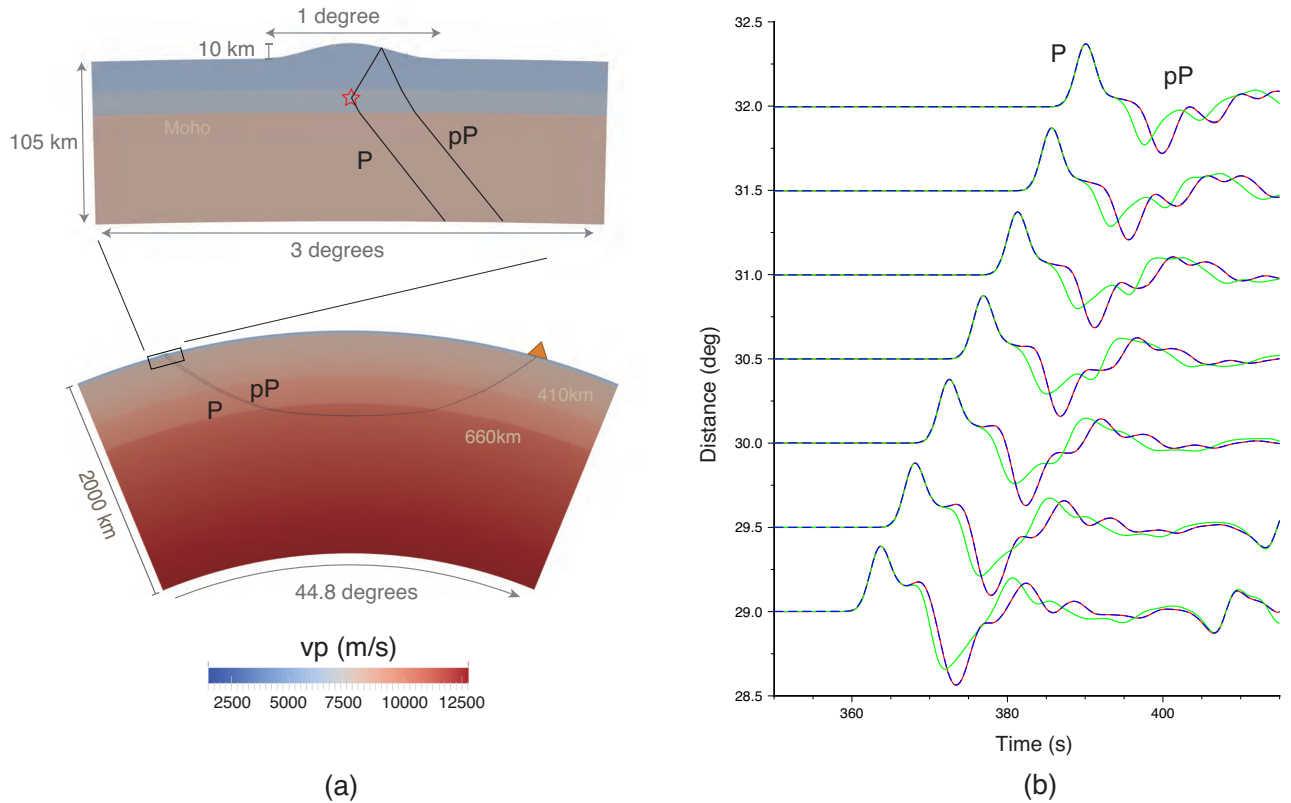 1 degree
10 km
105 km
Moho
P
pP
3 degrees
P
pP
410km
660km
2000 km
44.8 degrees
vp (m/s)
2500 5000 7500 10000 12500
(a)
32.5
32.0
31.5
31.0
30.5
30.0
29.5
29.0
28.5
Distance (deg)
P
pP
360 380 400
Time (s)
(b)